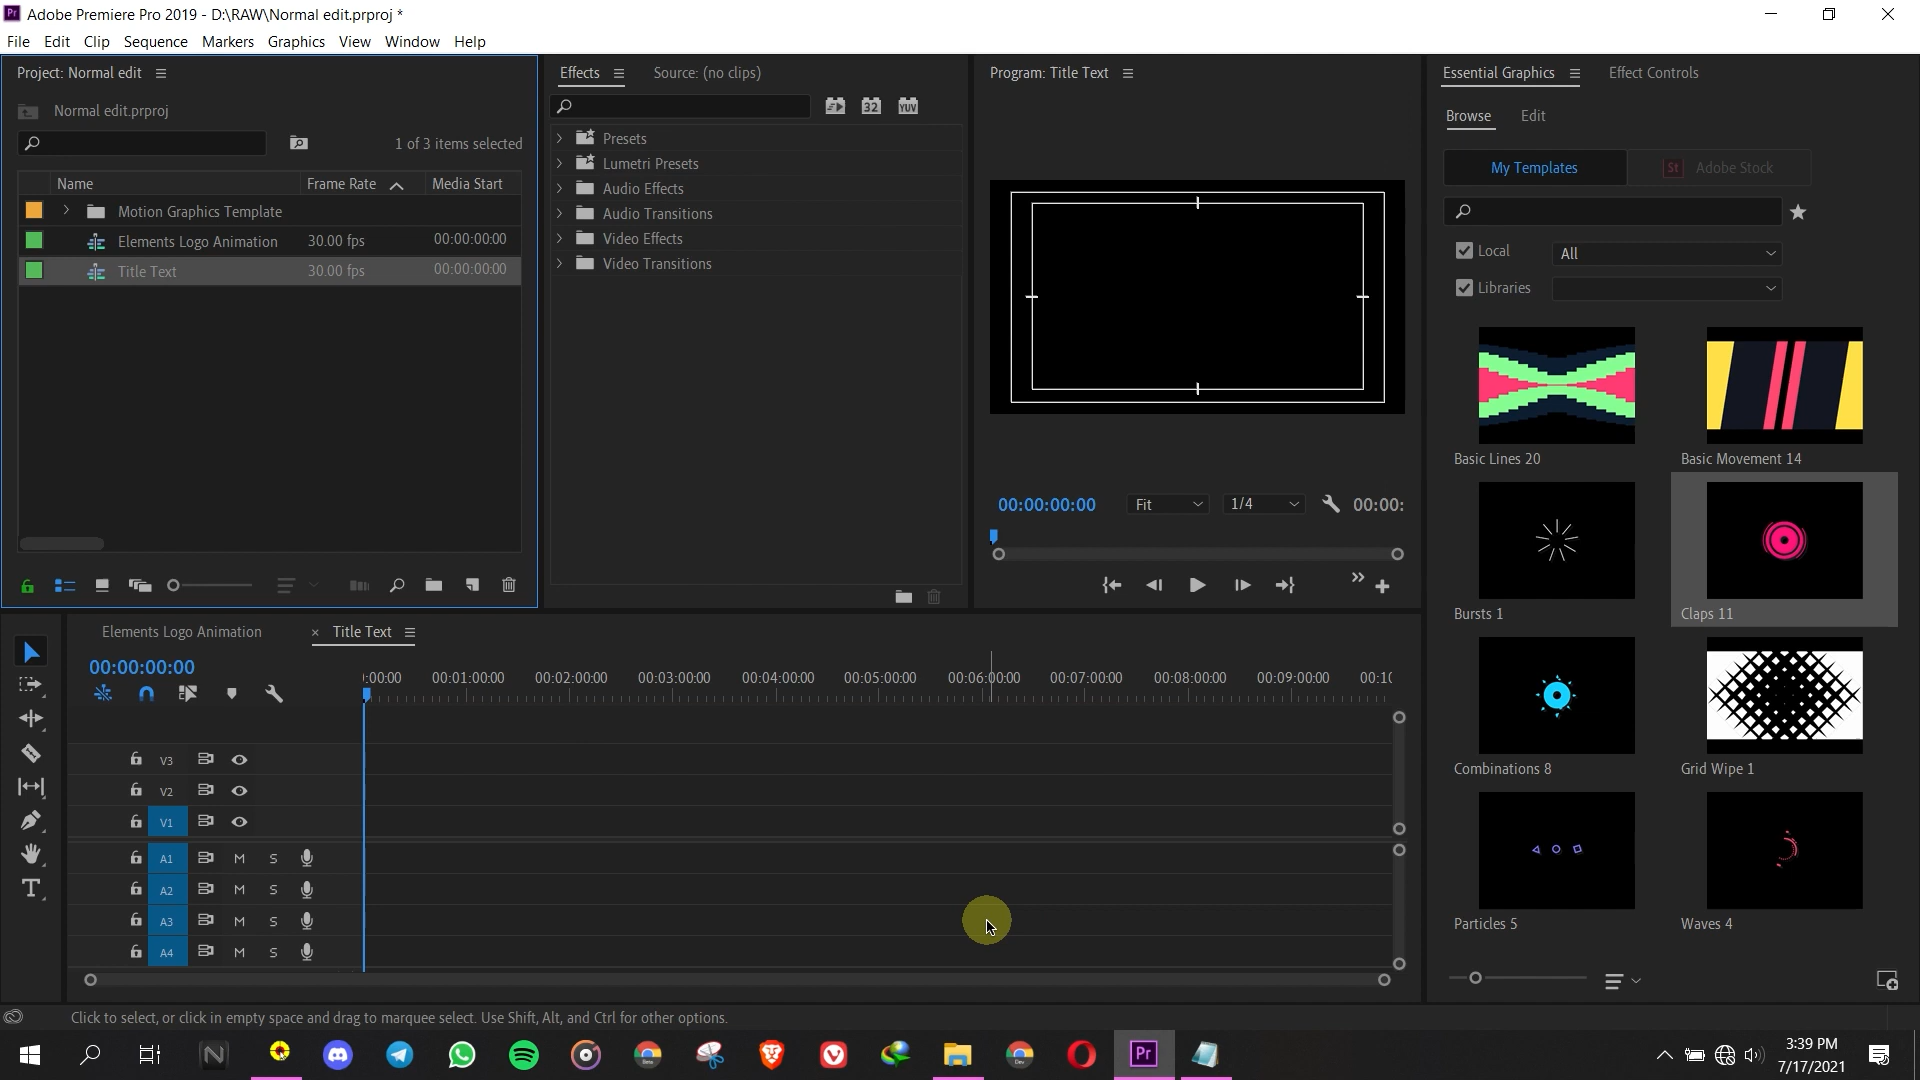 Adobe Premiere Pro 2019 - D:\RAW\Normal edit.prproj *
File Edit Clip Sequence Markers Graphics View Window Help
Project: Normal edit
Normal edit.prproj
1 of 3 items selected
Name Frame Rate Media Start
Motion Graphics Template
Elements Logo Animation 30.00 fps 00:00:00:00
Title Text 30.00 fps 00:00:00:00
Effects Source: (no clips)
32 YUV
Presets
Lumetri Presets
Audio Effects
Audio Transitions
Video Effects
Video Transitions
Program: Title Text
00:00:00:00 Fit 1/4 00:00:
Essential Graphics Effect Controls
Browse Edit
My Templates St Adobe Stock
Local All
Libraries
Basic Lines 20 Basic Movement 14
Bursts 1 Claps 11
Combinations 8 Grid Wipe 1
Particles 5 Waves 4
Elements Logo Animation × Title Text
00:00:00:00
:00:00 00:01:00:00 00:02:00:00 00:03:00:00 00:04:00:00 00:05:00:00 00:06:00:00 00:07:00:00 00:08:00:00 00:09:00:00 00:10
V3
V2
V1
A1 M S
A2 M S
A3 M S
A4 M S
T
Click to select, or click in empty space and drag to marquee select. Use Shift, Alt, and Ctrl for other options.
N Beta Dev Pr
3:39 PM
7/17/2021